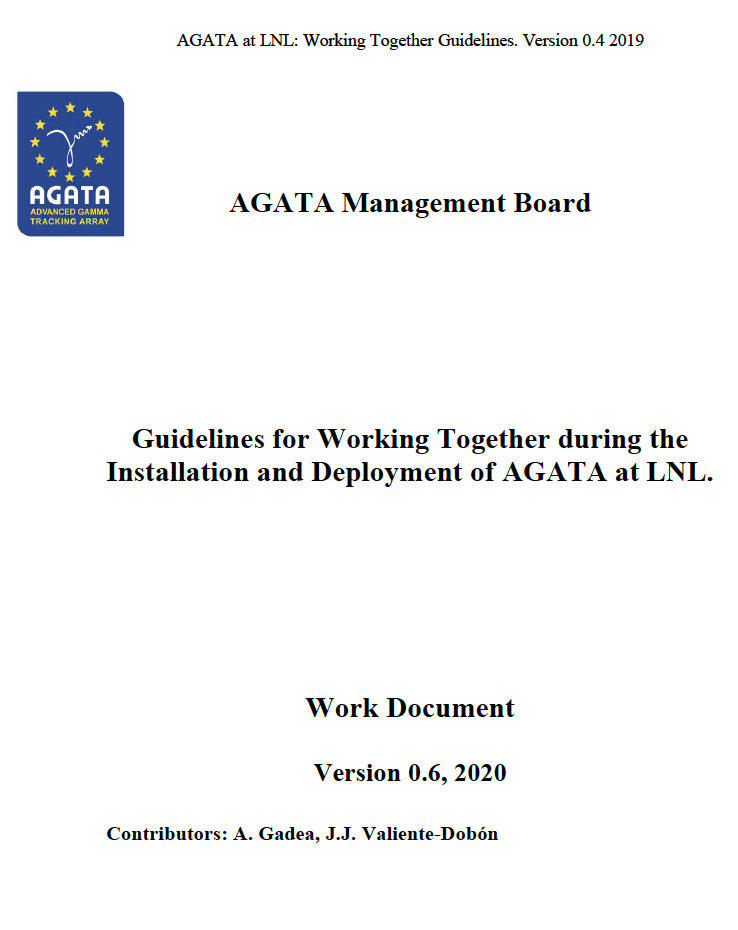 AGATA at LNL: Working Together Guidelines. Version 0.4 2019
AGATA
ADVANCED GAMMA
TRACKING ARRAY
AGATA Management Board
Guidelines for Working Together during the
Installation and Deployment of AGATA at LNL.
Work Document
Version 0.6, 2020
Contributors: A. Gadea, J.J. Valiente-Dobón